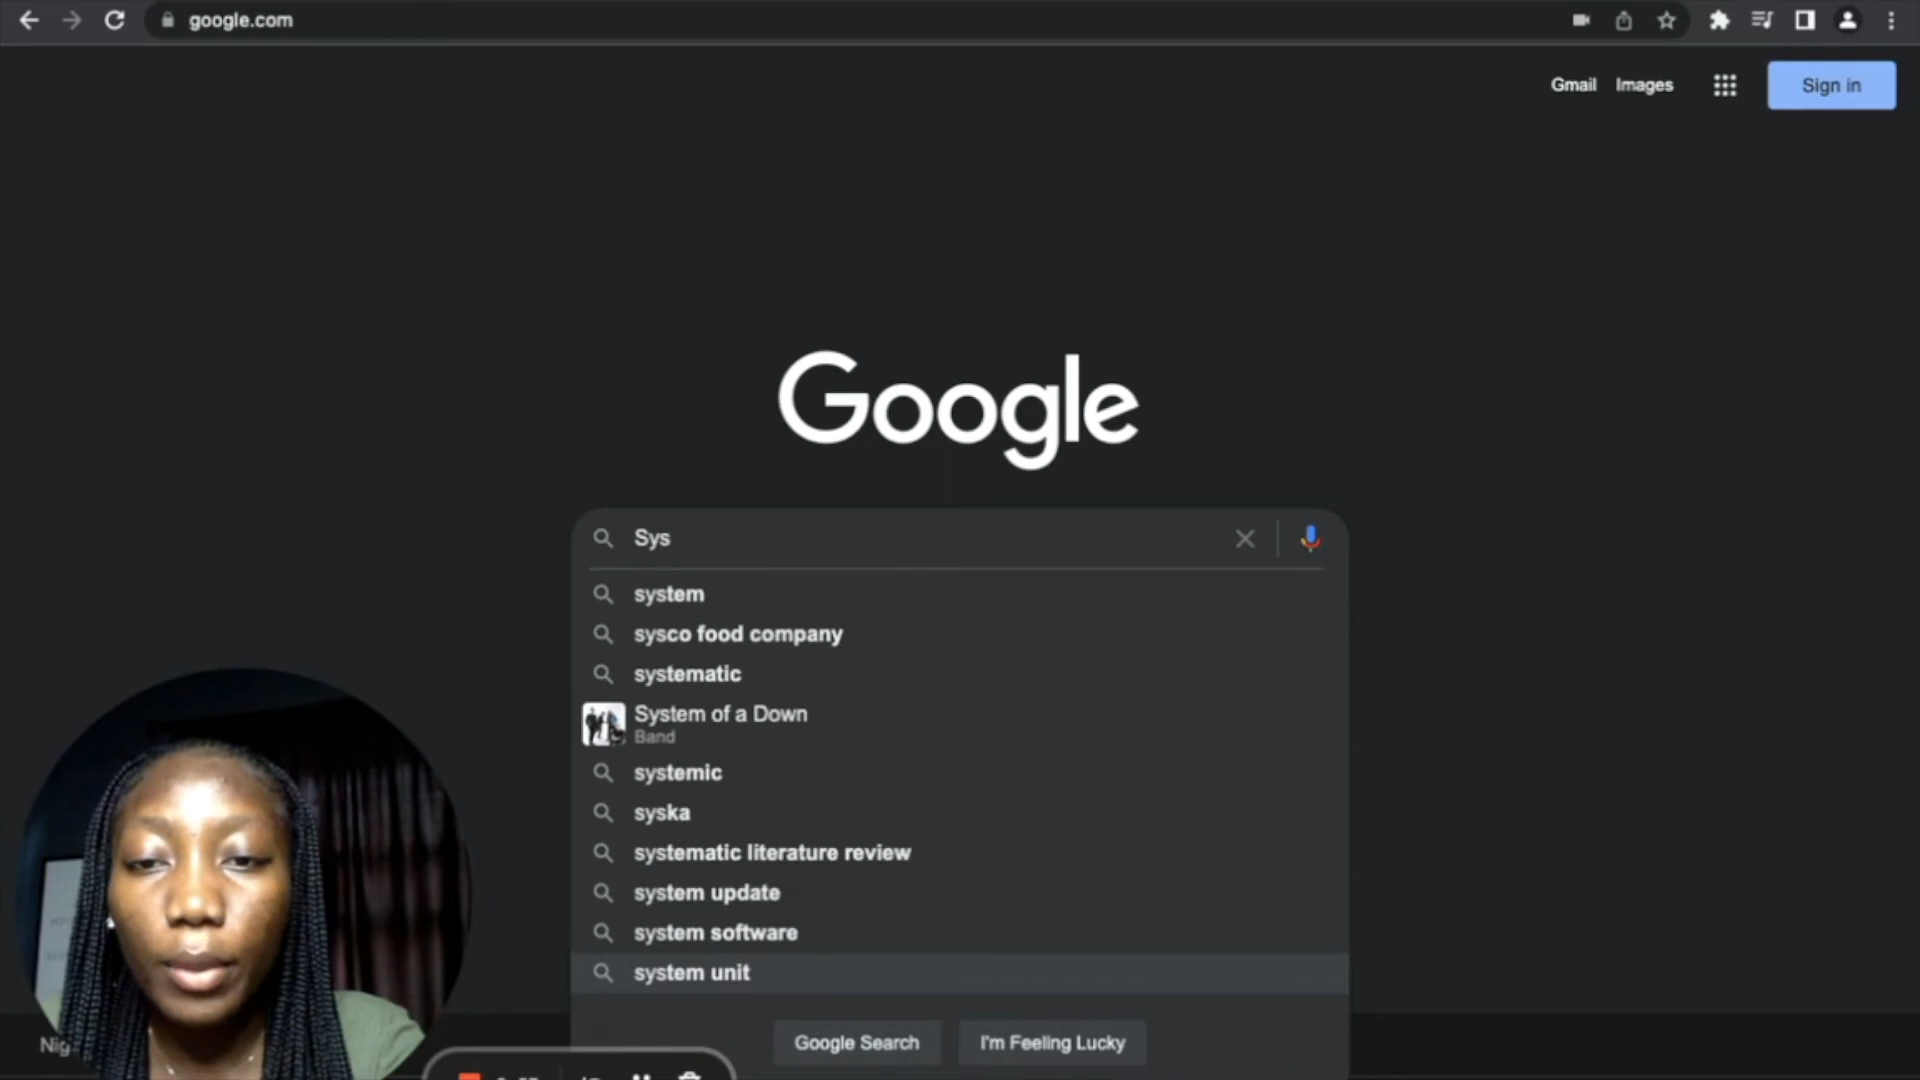 google.com
Gmail Images Sign in
Google
Sys
system
sysco food company
systematic
System of a Down
Band
systemic
syska
systematic literature review
system update
system software
system unit
Google Search I'm Feeling Lucky